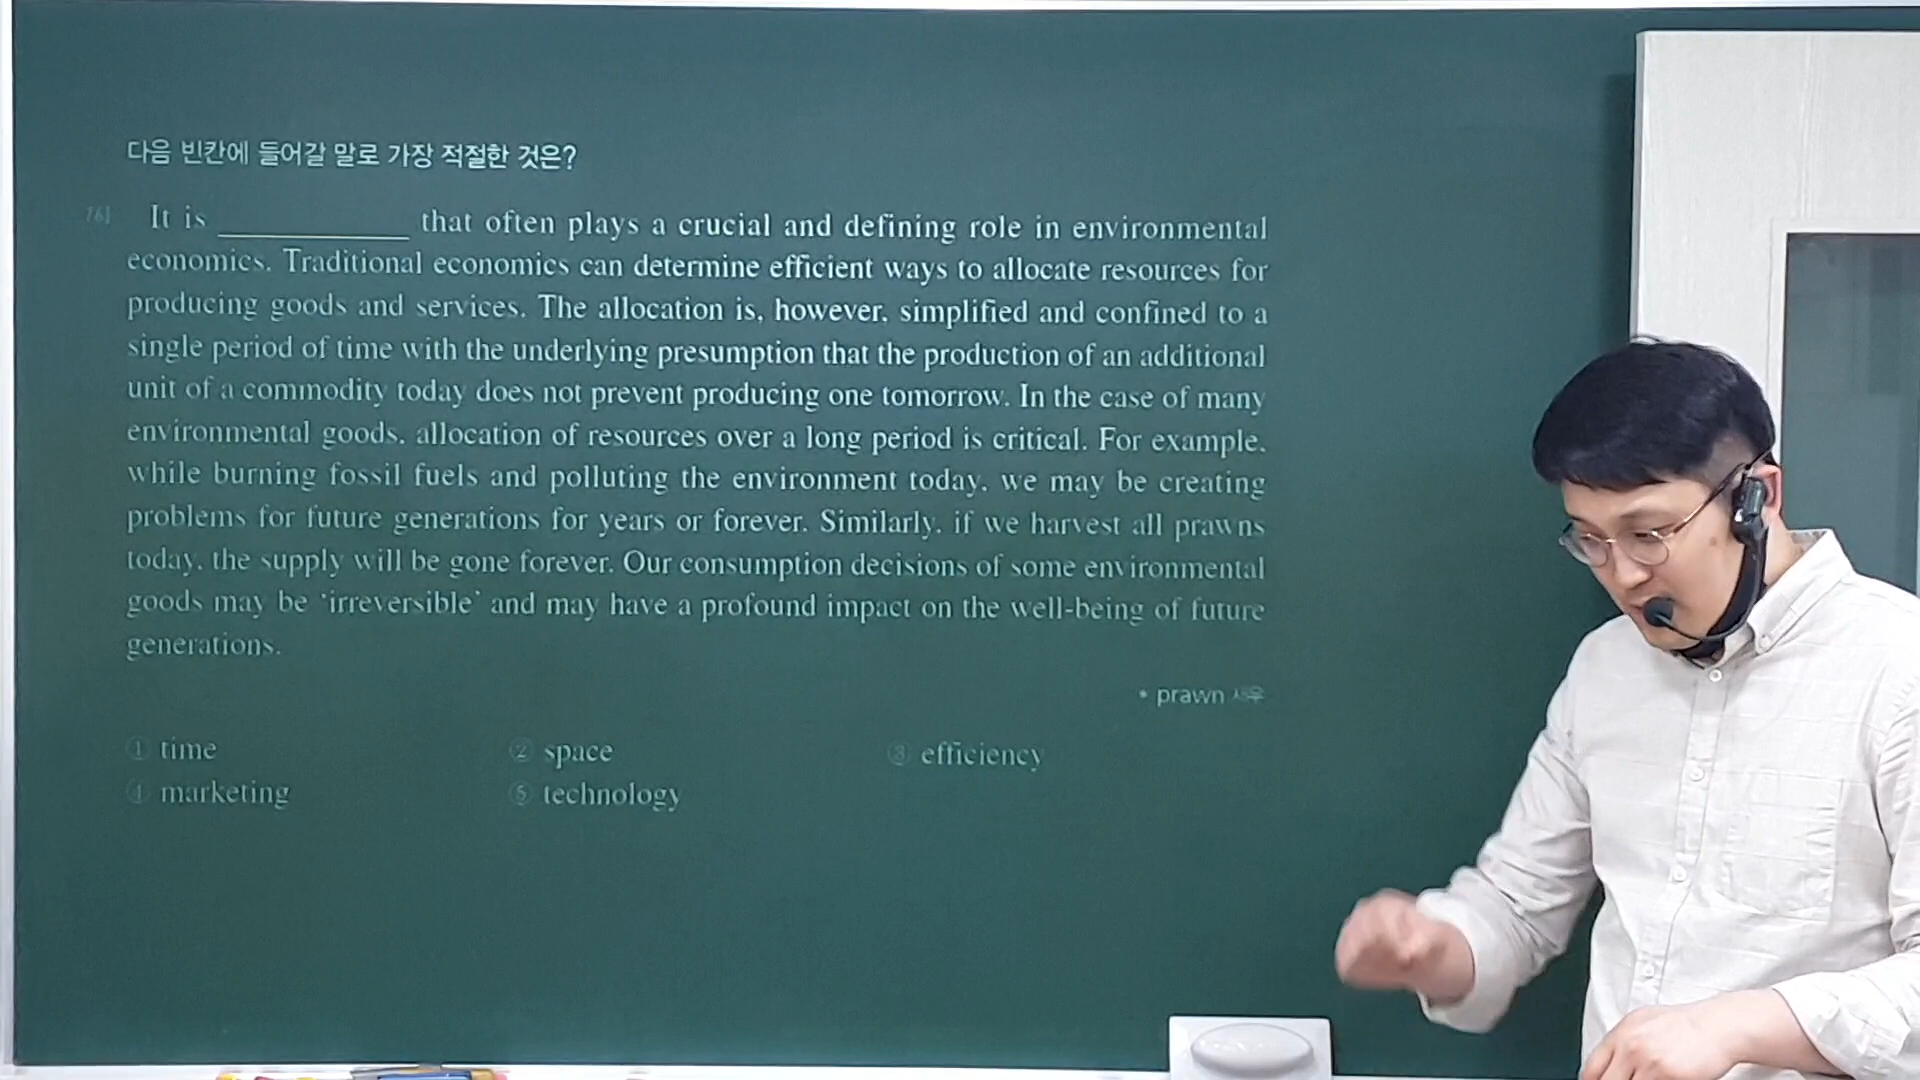 다음 빈칸에 들어갈 말로 가장 적절한 것은?
16] It is ____________ that often plays a crucial and defining role in environmental
economics. Traditional economics can determine efficient ways to allocate resources for
producing goods and services. The allocation is, however, simplified and confined to a
single period of time with the underlying presumption that the production of an additional
unit of a commodity today does not prevent producing one tomorrow. In the case of many
environmental goods, allocation of resources over a long period is critical. For example,
while burning fossil fuels and polluting the environment today, we may be creating
problems for future generations for years or forever. Similarly, if we harvest all prawns
today, the supply will be gone forever. Our consumption decisions of some environmental
goods may be 'irreversible' and may have a profound impact on the well-being of future
generations.
* prawn 새우
① time ② space ③ efficiency
④ marketing ⑤ technology